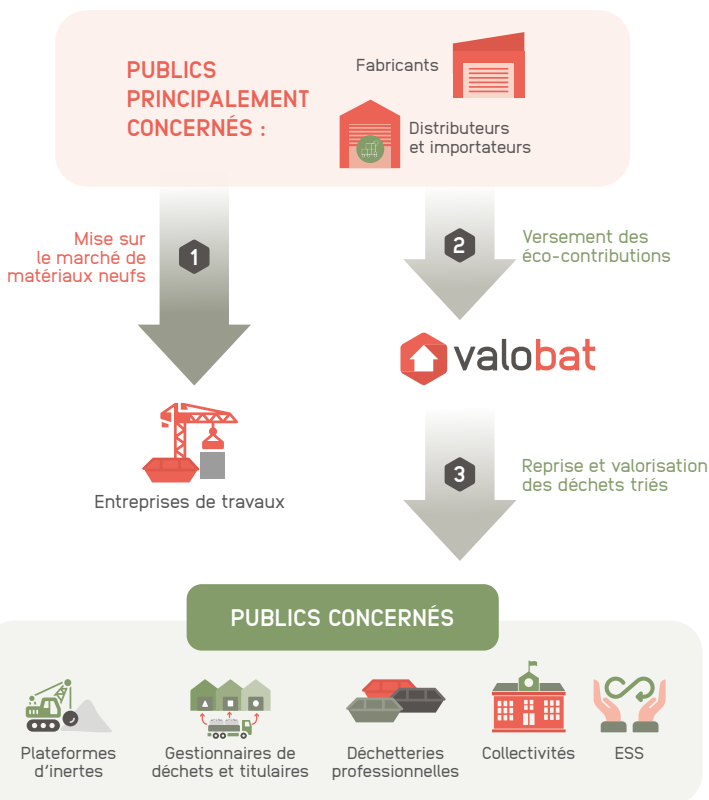 PUBLICS
PRINCIPALEMENT
CONCERNÉS :
Fabricants
Distributeurs
et importateurs
Mise sur
le marché de
matériaux neufs
1
2
Versement des
éco-contributions
valobat
Entreprises de travaux
3
Reprise et valorisation
des déchets triés
PUBLICS CONCERNÉS
Plateformes
d'inertes
Gestionnaires de
déchets et titulaires
Déchetteries
professionnelles
Collectivités
ESS